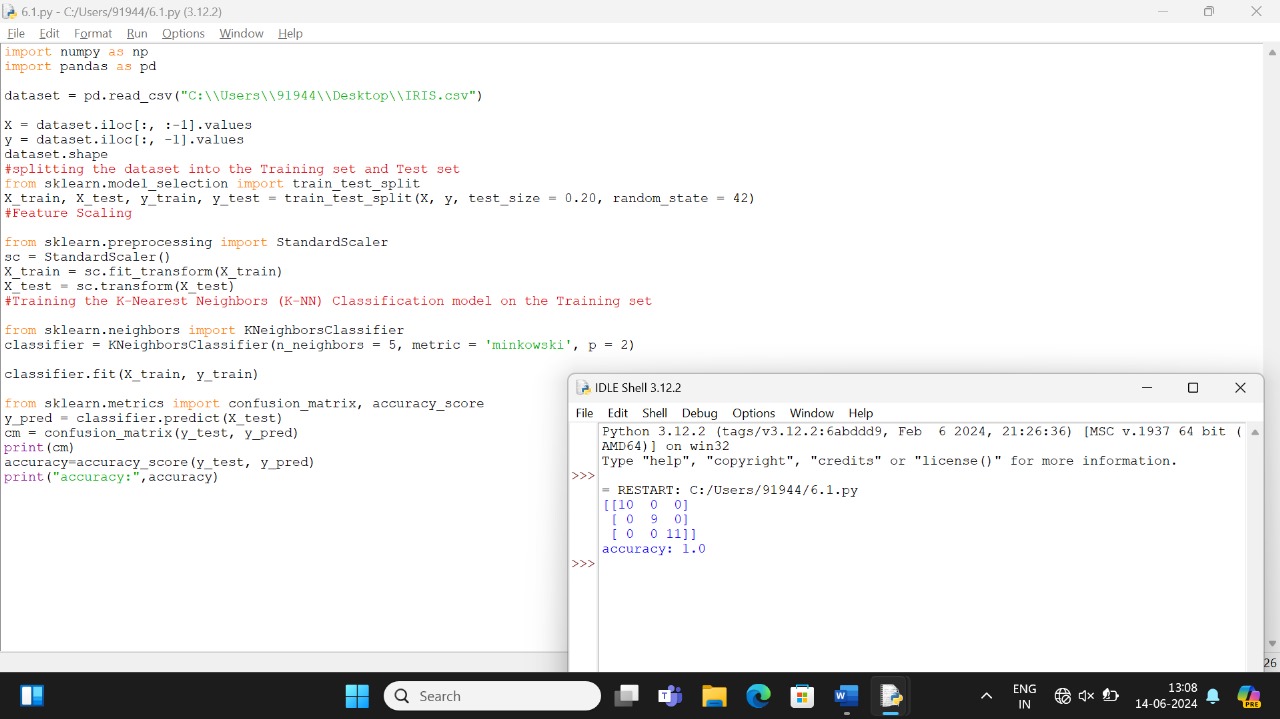 6.1.py - C:/Users/91944/6.1.py (3.12.2)
File Edit Format Run Options Window Help
import numpy as np
import pandas as pd
dataset = pd.read_csv("C:\\Users\\91944\\Desktop\\IRIS.csv")
X = dataset.iloc[:, :-1].values
y = dataset.iloc[:, -1].values
dataset.shape
#splitting the dataset into the Training set and Test set
from sklearn.model_selection import train_test_split
X_train, X_test, y_train, y_test = train_test_split(X, y, test_size = 0.20, random_state = 42)
#Feature Scaling
from sklearn.preprocessing import StandardScaler
sc = StandardScaler()
X_train = sc.fit_transform(X_train)
X_test = sc.transform(X_test)
#Training the K-Nearest Neighbors (K-NN) Classification model on the Training set
from sklearn.neighbors import KNeighborsClassifier
classifier = KNeighborsClassifier(n_neighbors = 5, metric = 'minkowski', p = 2)
classifier.fit(X_train, y_train)
from sklearn.metrics import confusion_matrix, accuracy_score
y_pred = classifier.predict(X_test)
cm = confusion_matrix(y_test, y_pred)
print(cm)
accuracy=accuracy_score(y_test, y_pred)
print("accuracy:",accuracy)
IDLE Shell 3.12.2
File Edit Shell Debug Options Window Help
Python 3.12.2 (tags/v3.12.2:6abddd9, Feb  6 2024, 21:26:36) [MSC v.1937 64 bit (
AMD64)] on win32
Type "help", "copyright", "credits" or "license()" for more information.
>>>
= RESTART: C:/Users/91944/6.1.py
[[10  0  0]
 [ 0  9  0]
 [ 0  0 11]]
accuracy: 1.0
>>>
26
Search
ENG
IN
13:08
14-06-2024
PRE